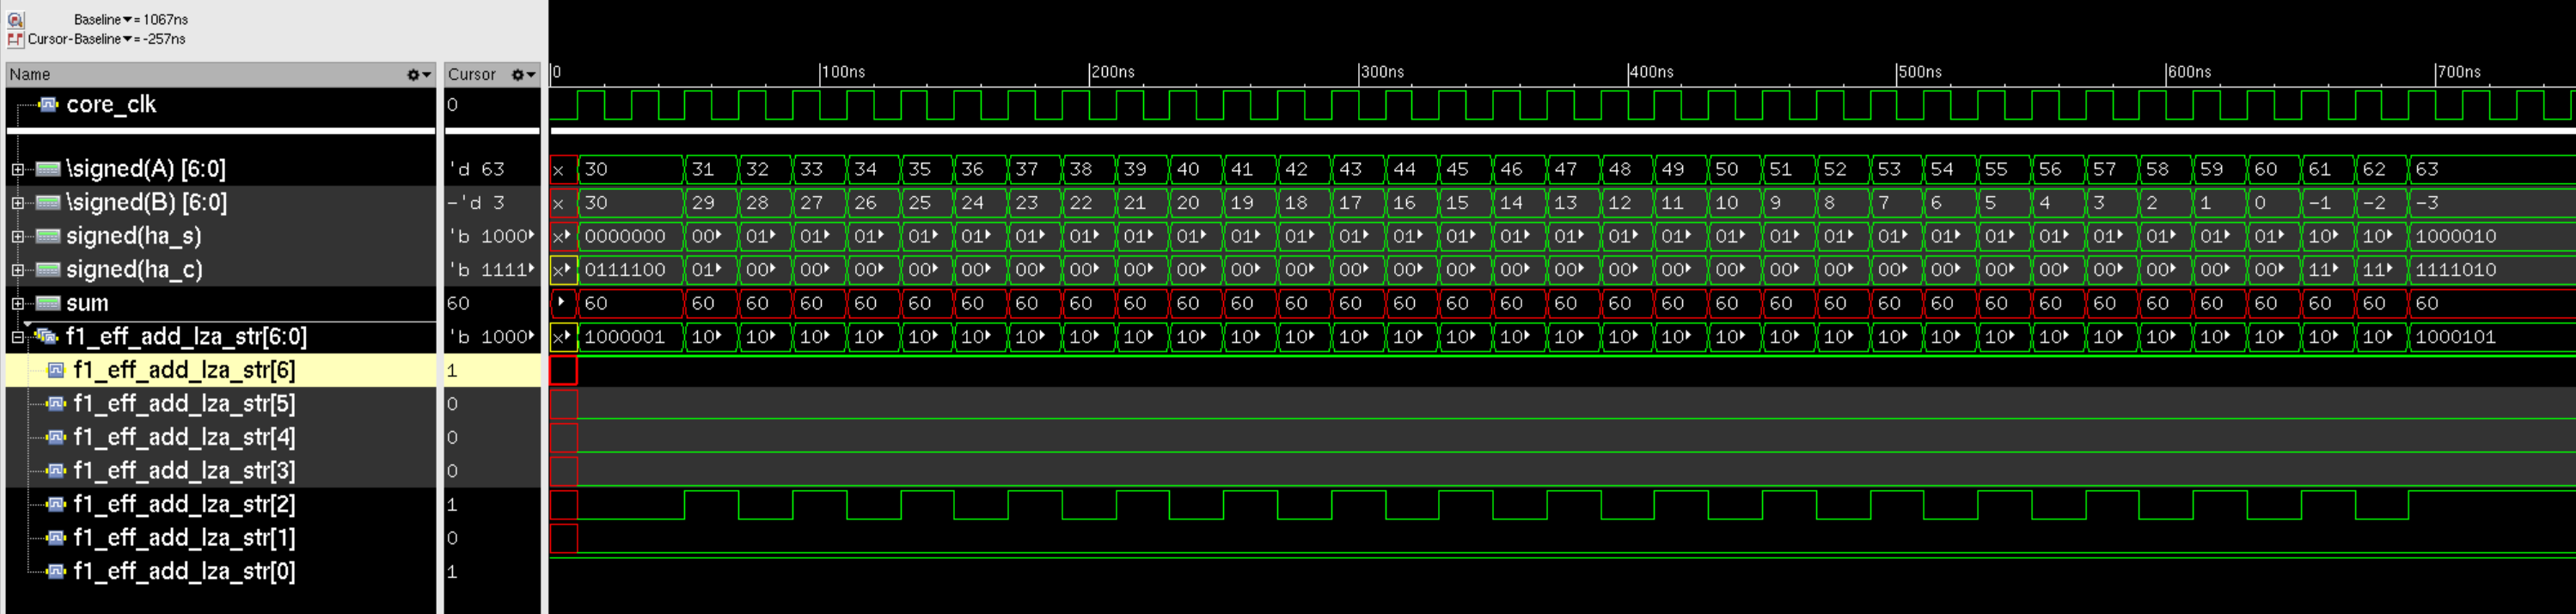 Baseline▼= 1067ns
Cursor-Baseline▼= -257ns
Name Cursor 0 100ns 200ns 300ns 400ns 500ns 600ns 700ns
core_clk 0
\signed(A) [6:0] 'd 63 x 30 31 32 33 34 35 36 37 38 39 40 41 42 43 44 45 46 47 48 49 50 51 52 53 54 55 56 57 58 59 60 61 62 63
\signed(B) [6:0] -'d 3 x 30 29 28 27 26 25 24 23 22 21 20 19 18 17 16 15 14 13 12 11 10 9 8 7 6 5 4 3 2 1 0 -1 -2 -3
signed(ha_s) 'b 1000▶ x▶ 0000000 00▶ 01▶ 01▶ 01▶ 01▶ 01▶ 01▶ 01▶ 01▶ 01▶ 01▶ 01▶ 01▶ 01▶ 01▶ 01▶ 01▶ 01▶ 01▶ 01▶ 01▶ 01▶ 01▶ 01▶ 01▶ 01▶ 01▶ 01▶ 01▶ 01▶ 10▶ 10▶ 1000010
signed(ha_c) 'b 1111▶ x▶ 0111100 01▶ 00▶ 00▶ 00▶ 00▶ 00▶ 00▶ 00▶ 00▶ 00▶ 00▶ 00▶ 00▶ 00▶ 00▶ 00▶ 00▶ 00▶ 00▶ 00▶ 00▶ 00▶ 00▶ 00▶ 00▶ 00▶ 00▶ 00▶ 00▶ 00▶ 11▶ 11▶ 1111010
sum 60 ▶ 60 60 60 60 60 60 60 60 60 60 60 60 60 60 60 60 60 60 60 60 60 60 60 60 60 60 60 60 60 60 60 60 60 60
f1_eff_add_lza_str[6:0] 'b 1000▶ x▶ 1000001 10▶ 10▶ 10▶ 10▶ 10▶ 10▶ 10▶ 10▶ 10▶ 10▶ 10▶ 10▶ 10▶ 10▶ 10▶ 10▶ 10▶ 10▶ 10▶ 10▶ 10▶ 10▶ 10▶ 10▶ 10▶ 10▶ 10▶ 10▶ 10▶ 10▶ 10▶ 10▶ 1000101
f1_eff_add_lza_str[6] 1
f1_eff_add_lza_str[5] 0
f1_eff_add_lza_str[4] 0
f1_eff_add_lza_str[3] 0
f1_eff_add_lza_str[2] 1
f1_eff_add_lza_str[1] 0
f1_eff_add_lza_str[0] 1